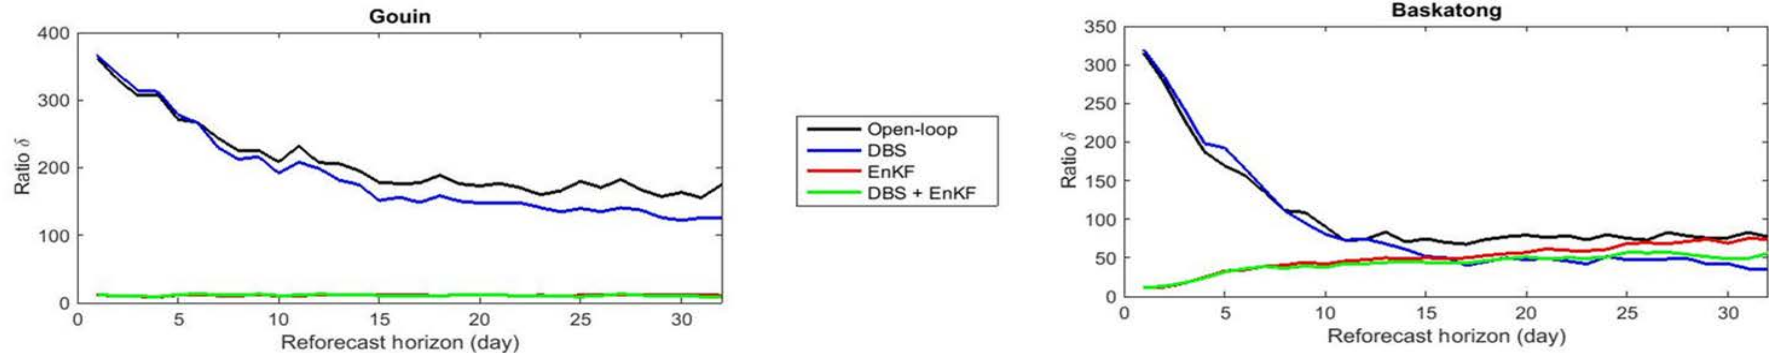 Gouin
400
300
200
100
0
Ratio δ
0 5 10 15 20 25 30
Reforecast horizon (day)
Open-loop
DBS
EnKF
DBS + EnKF
Baskatong
350
300
250
200
150
100
50
0
Ratio δ
0 5 10 15 20 25 30
Reforecast horizon (day)